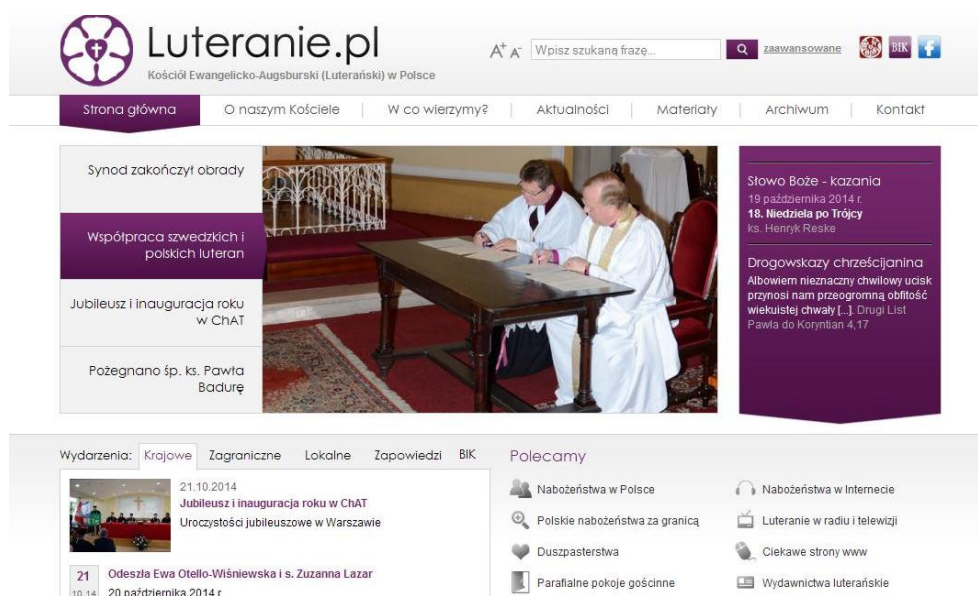 Luteranie.pl
Kościół Ewangelicko-Augsburski (Luterański) w Polsce
A+ A-
Wpisz szukaną frazę...
zaawansowane
BIK
f
Strona główna
O naszym Kościele
W co wierzymy?
Aktualności
Materiały
Archiwum
Kontakt
Synod zakończył obrady
Współpraca szwedzkich i
polskich luteran
Jubileusz i inauguracja roku
w ChAT
Pożegnano śp. ks. Pawła
Badurę
Słowo Boże - kazania
19 października 2014 r.
18. Niedziela po Trójcy
ks. Henryk Reske
Drogowskazy chrześcijanina
Albowiem nieznaczny chwilowy ucisk
przynosi nam przeogromną obfitość
wiekuistej chwały [...]. Drugi List
Pawła do Koryntian 4,17
Wydarzenia:
Krajowe
Zagraniczne
Lokalne
Zapowiedzi
BIK
21.10.2014
Jubileusz i inauguracja roku w ChAT
Uroczystości jubileuszowe w Warszawie
21
10.14
Odeszła Ewa Otello-Wiśniewska i s. Zuzanna Lazar
20 października 2014 r.
Polecamy
Nabożeństwa w Polsce
Polskie nabożeństwa za granicą
Duszpasterstwa
Parafialne pokoje gościnne
Nabożeństwa w Internecie
Luteranie w radiu i telewizji
Ciekawe strony www
Wydawnictwa luterańskie